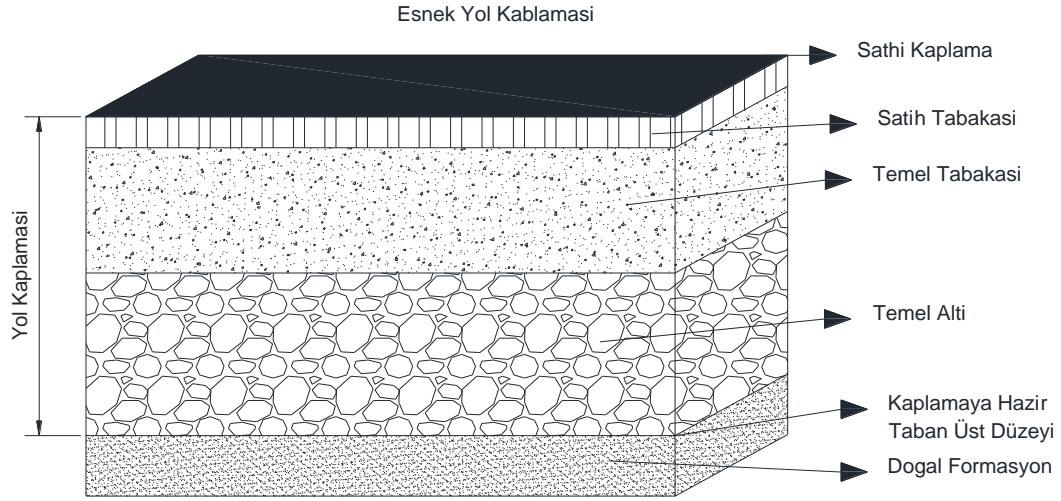 Esnek Yol Kablamasi
Sathi Kaplama
Satih Tabakasi
Temel Tabakasi
Yol Kaplamasi
Temel Alti
Kaplamaya Hazir
Taban Üst Düzeyi
Dogal Formasyon